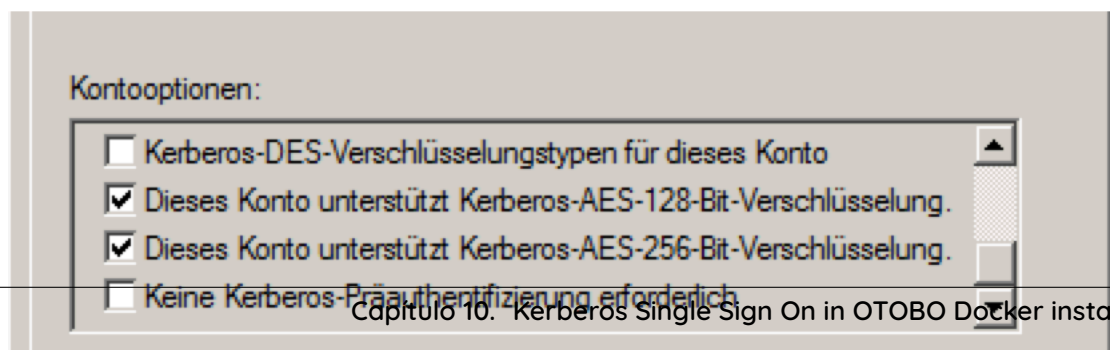 Kontooptionen:
Kerberos-DES-Verschlüsselungstypen für dieses Konto
Dieses Konto unterstützt Kerberos-AES-128-Bit-Verschlüsselung.
Dieses Konto unterstützt Kerberos-AES-256-Bit-Verschlüsselung.
Keine Kerberos-Präauthentifizierung erforderlich
Capítulo 10. Kerberos Single Sign On in OTOBO Docker insta